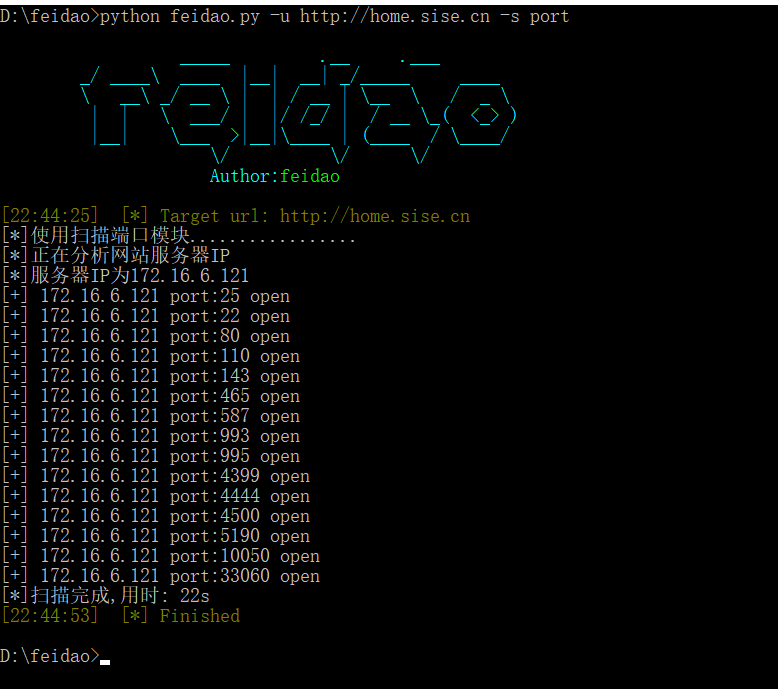 D:\feidao>python feidao.py -u http://home.sise.cn -s port
feidao
Author:feidao
[22:44:25] [*] Target url: http://home.sise.cn
[*]使用扫描端口模块.................
[*]正在分析网站服务器IP
[*]服务器IP为172.16.6.121
[+] 172.16.6.121 port:25 open
[+] 172.16.6.121 port:22 open
[+] 172.16.6.121 port:80 open
[+] 172.16.6.121 port:110 open
[+] 172.16.6.121 port:143 open
[+] 172.16.6.121 port:465 open
[+] 172.16.6.121 port:587 open
[+] 172.16.6.121 port:993 open
[+] 172.16.6.121 port:995 open
[+] 172.16.6.121 port:4399 open
[+] 172.16.6.121 port:4444 open
[+] 172.16.6.121 port:4500 open
[+] 172.16.6.121 port:5190 open
[+] 172.16.6.121 port:10050 open
[+] 172.16.6.121 port:33060 open
[*]扫描完成,用时: 22s
[22:44:53] [*] Finished
D:\feidao>